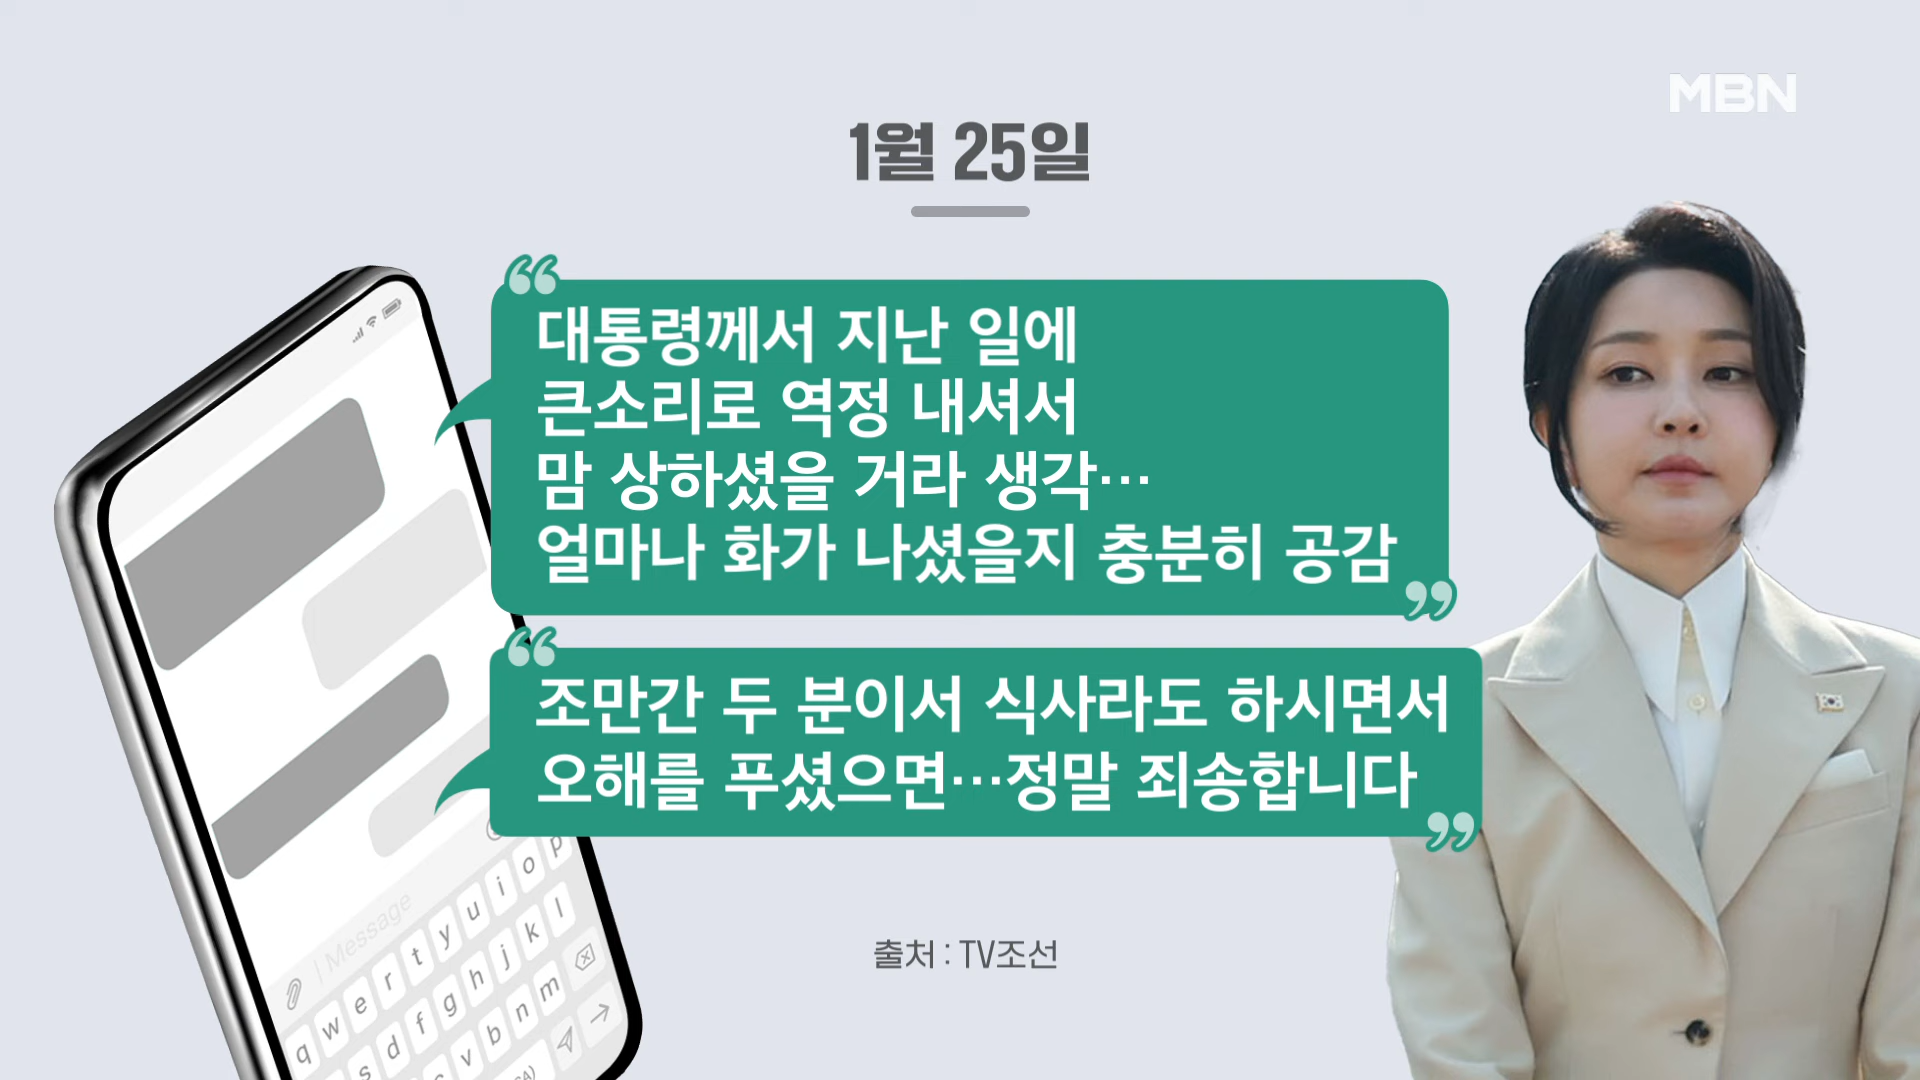 MBN
1월 25일
대통령께서 지난 일에
큰소리로 역정 내셔서
맘 상하셨을 거라 생각…
얼마나 화가 나셨을지 충분히 공감
조만간 두 분이서 식사라도 하시면서
오해를 푸셨으면…정말 죄송합니다
출처 : TV조선
Message
q w e r t y u i o p
s d f g h j k l
c v b n m